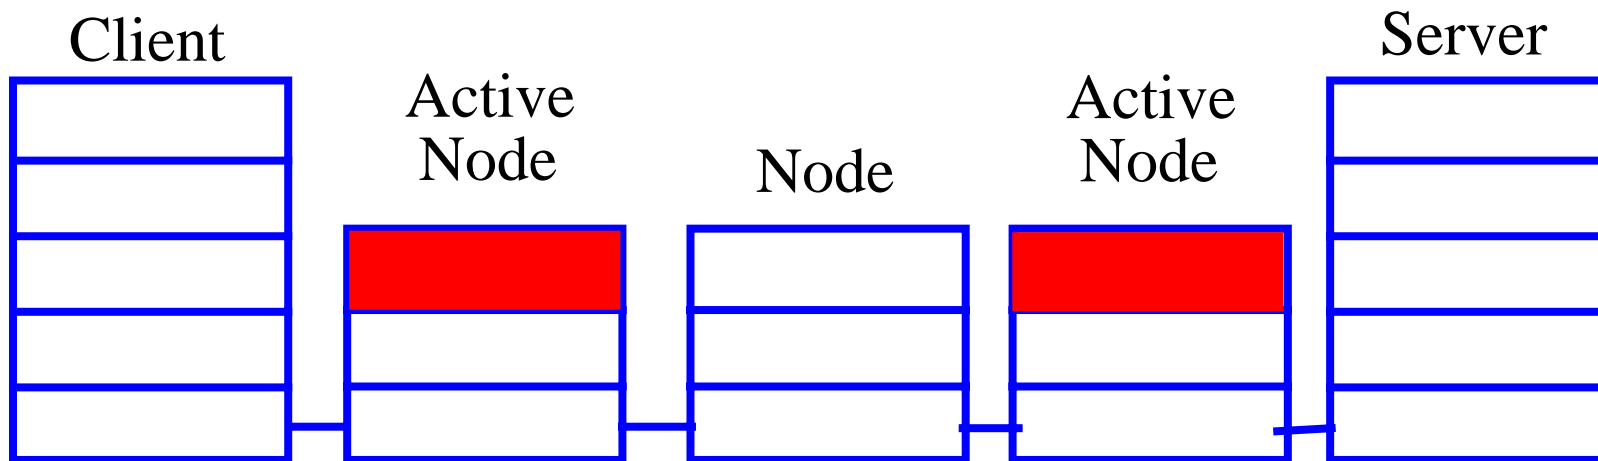 Client
Active
Node
Node
Active
Node
Server